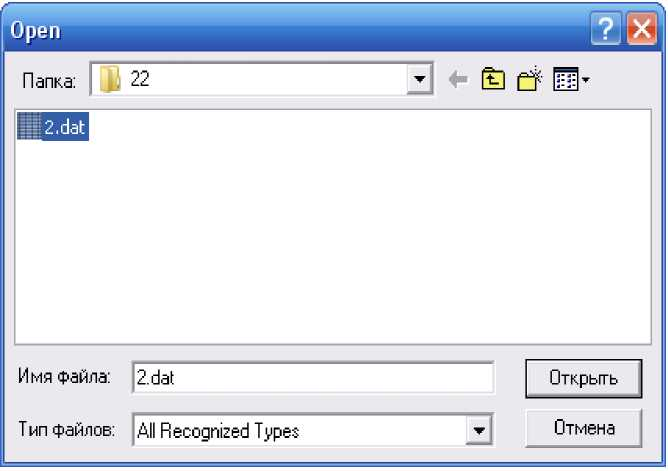 Open
Папка: 22
2.dat
Имя файла: 2.dat Открыть
Тип файлов: All Recognized Types Отмена